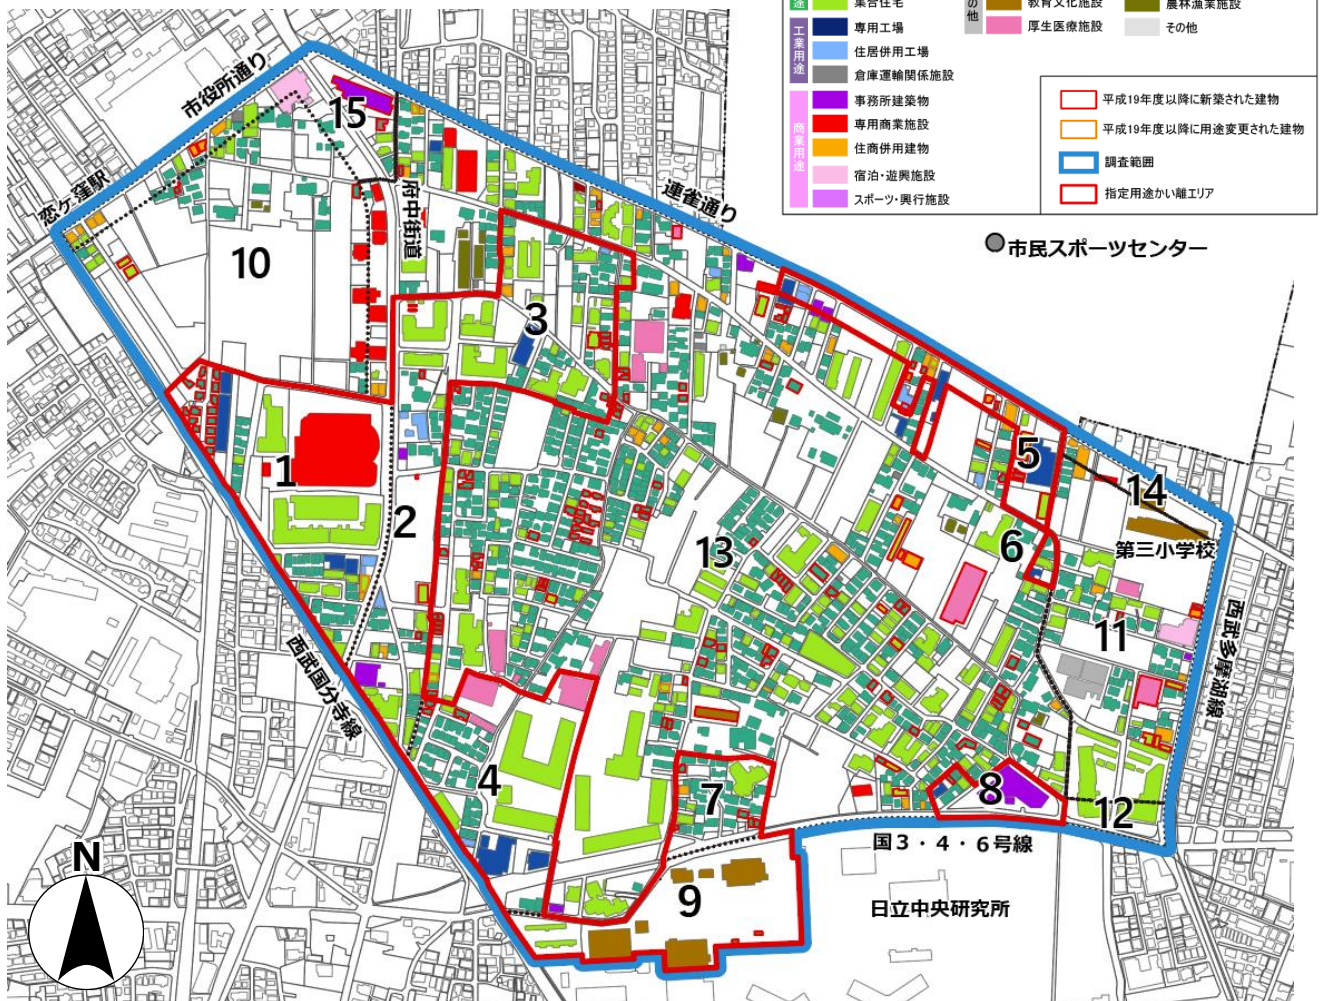 途
集合住宅
の他
教育文化施設
農林漁業施設
工業用途
専用工場
厚生医療施設
その他
住居併用工場
倉庫運輸関係施設
商業用途
事務所建築物
専用商業施設
住商併用建物
宿泊・遊興施設
スポーツ・興行施設
平成19年度以降に新築された建物
平成19年度以降に用途変更された建物
調査範囲
指定用途かい離エリア
市役所通り
15
恋ヶ窪駅
府中街道
連雀通り
市民スポーツセンター
10
3
1
2
5
14
13
6
第三小学校
11
西武多摩湖線
西武国分寺線
4
7
8
12
国3・4・6号線
N
9
日立中央研究所